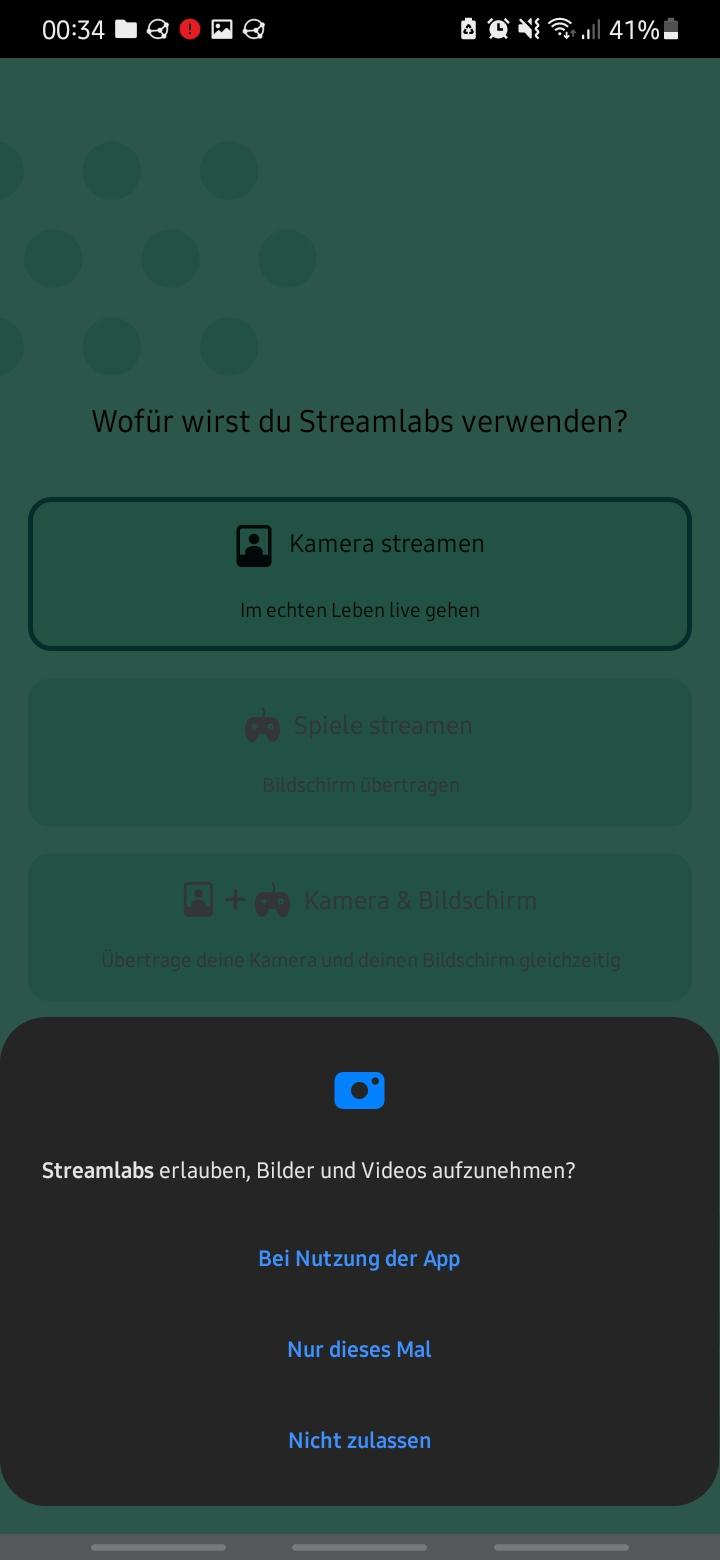 00:34
41%
Wofür wirst du Streamlabs verwenden?
Kamera streamen
Im echten Leben live gehen
Spiele streamen
Bildschirm übertragen
Kamera & Bildschirm
Übertrage deine Kamera und deinen Bildschirm gleichzeitig
Streamlabs erlauben, Bilder und Videos aufzunehmen?
Bei Nutzung der App
Nur dieses Mal
Nicht zulassen